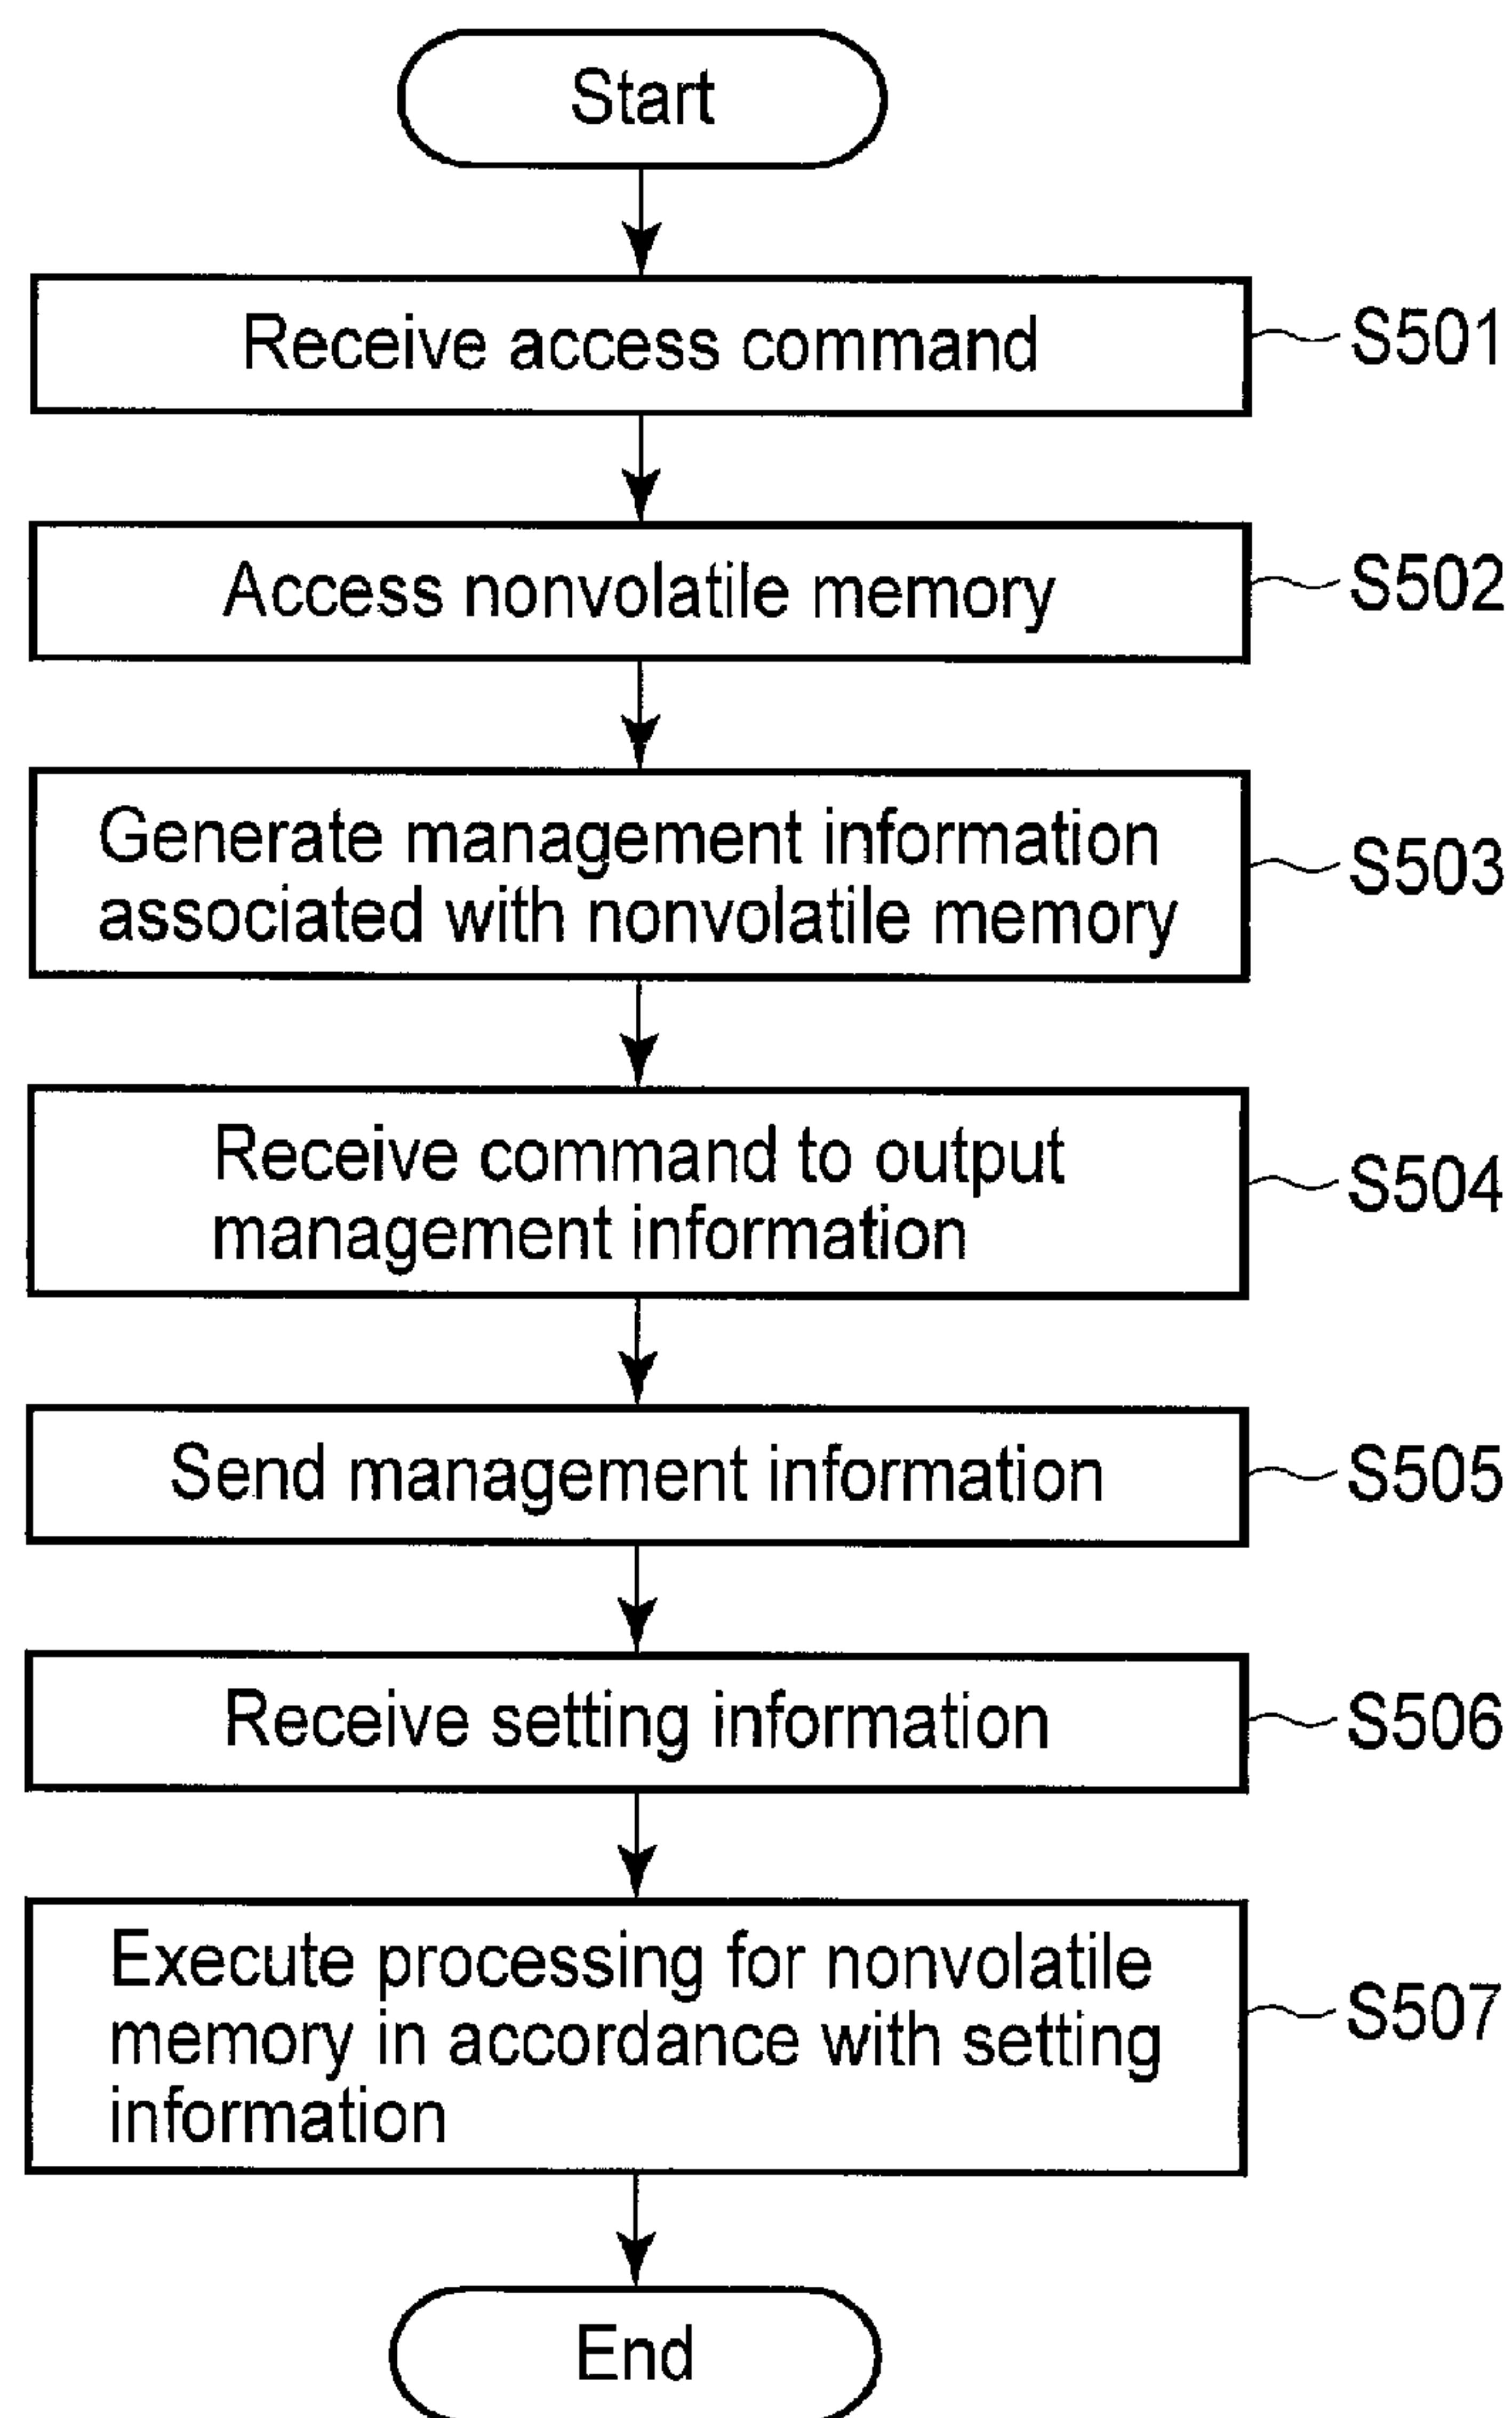 Start
Receive access command
S501
Access nonvolatile memory
S502
Generate management information
associated with nonvolatile memory
S503
Receive command to output
management information
S504
Send management information
S505
Receive setting information
S506
Execute processing for nonvolatile
memory in accordance with setting
information
S507
End